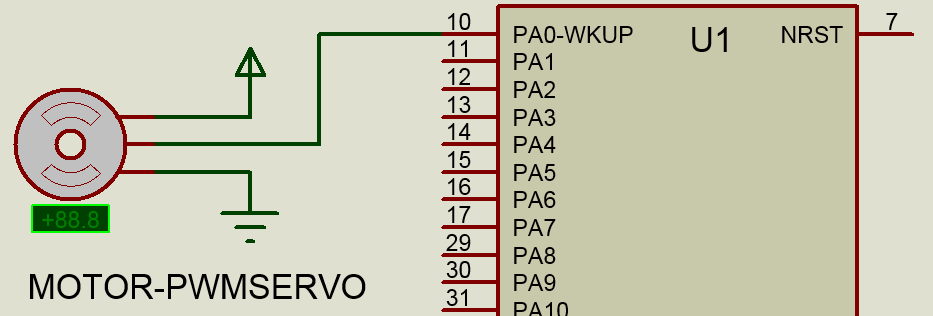 10 PA0-WKUP U1 NRST 7
11 PA1
12 PA2
13 PA3
14 PA4
15 PA5
16 PA6
17 PA7
+88.8
29 PA8
30 PA9
MOTOR-PWMSERVO
31 PA10